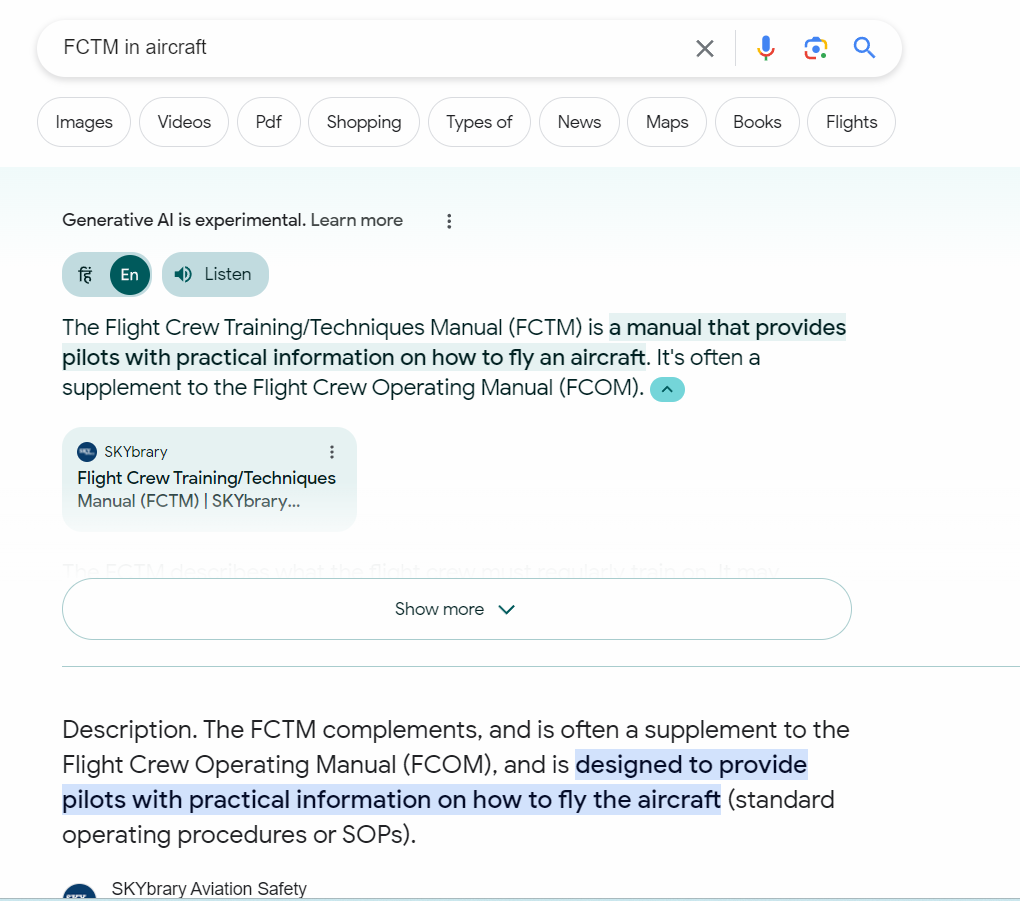 FCTM in aircraft
Images Videos Pdf Shopping Types of News Maps Books Flights
Generative AI is experimental. Learn more
हिं En Listen
The Flight Crew Training/Techniques Manual (FCTM) is a manual that provides
pilots with practical information on how to fly an aircraft. It's often a
supplement to the Flight Crew Operating Manual (FCOM).
SKYbrary
Flight Crew Training/Techniques
Manual (FCTM) | SKYbrary...
The FCTM describes what the flight crew must regularly train on. It may
Show more
Description. The FCTM complements, and is often a supplement to the
Flight Crew Operating Manual (FCOM), and is designed to provide
pilots with practical information on how to fly the aircraft (standard
operating procedures or SOPs).
SKYbrary Aviation Safety